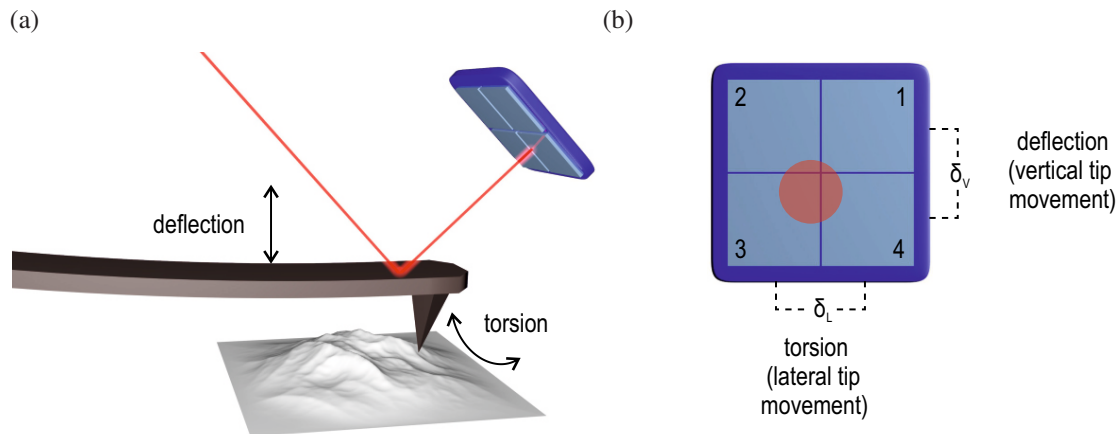 (a)
deflection
torsion
(b)
2
1
3
4
δV
deflection
(vertical tip
movement)
δL
torsion
(lateral tip
movement)